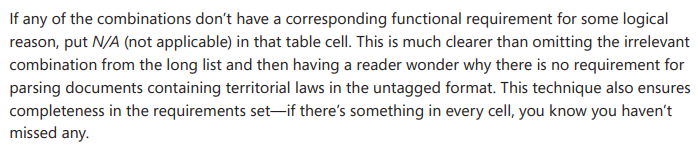 If any of the combinations don’t have a corresponding functional requirement for some logical
reason, put N/A (not applicable) in that table cell. This is much clearer than omitting the irrelevant
combination from the long list and then having a reader wonder why there is no requirement for
parsing documents containing territorial laws in the untagged format. This technique also ensures
completeness in the requirements set—if there’s something in every cell, you know you haven’t
missed any.